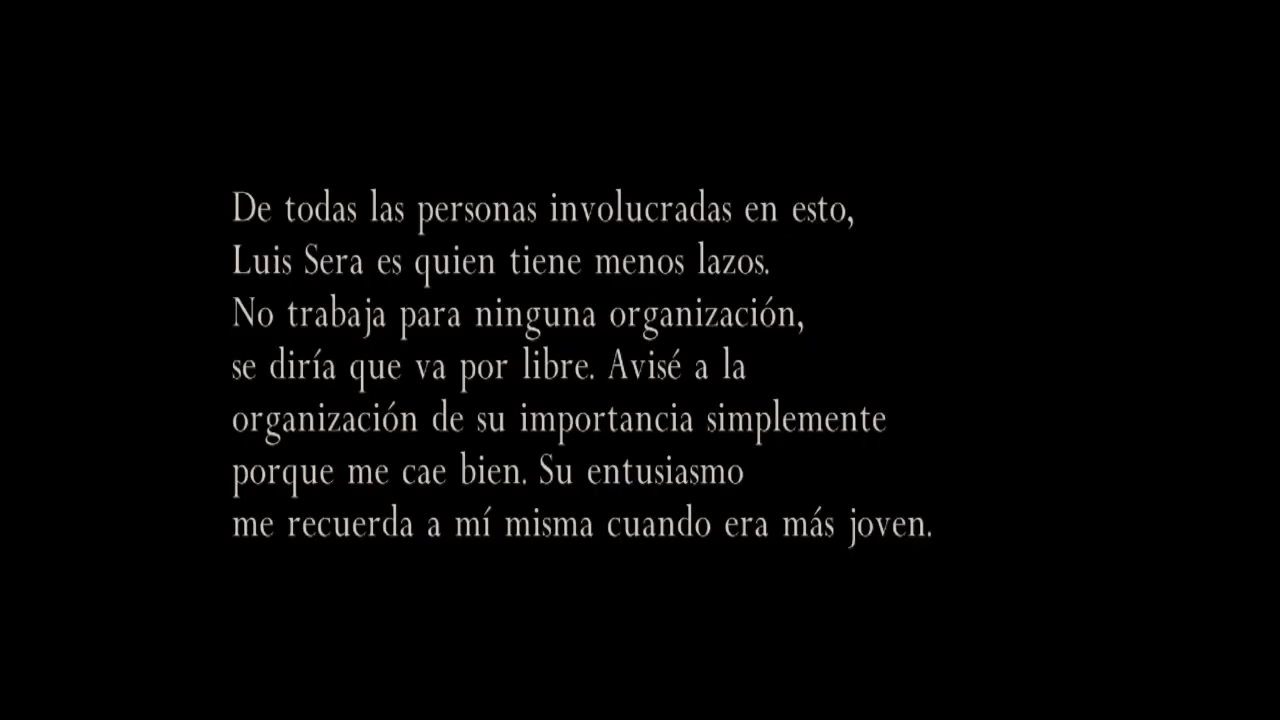 De todas las personas involucradas en esto,
Luis Sera es quien tiene menos lazos.
No trabaja para ninguna organización,
se diría que va por libre. Avisé a la
organización de su importancia simplemente
porque me cae bien. Su entusiasmo
me recuerda a mí misma cuando era más joven.